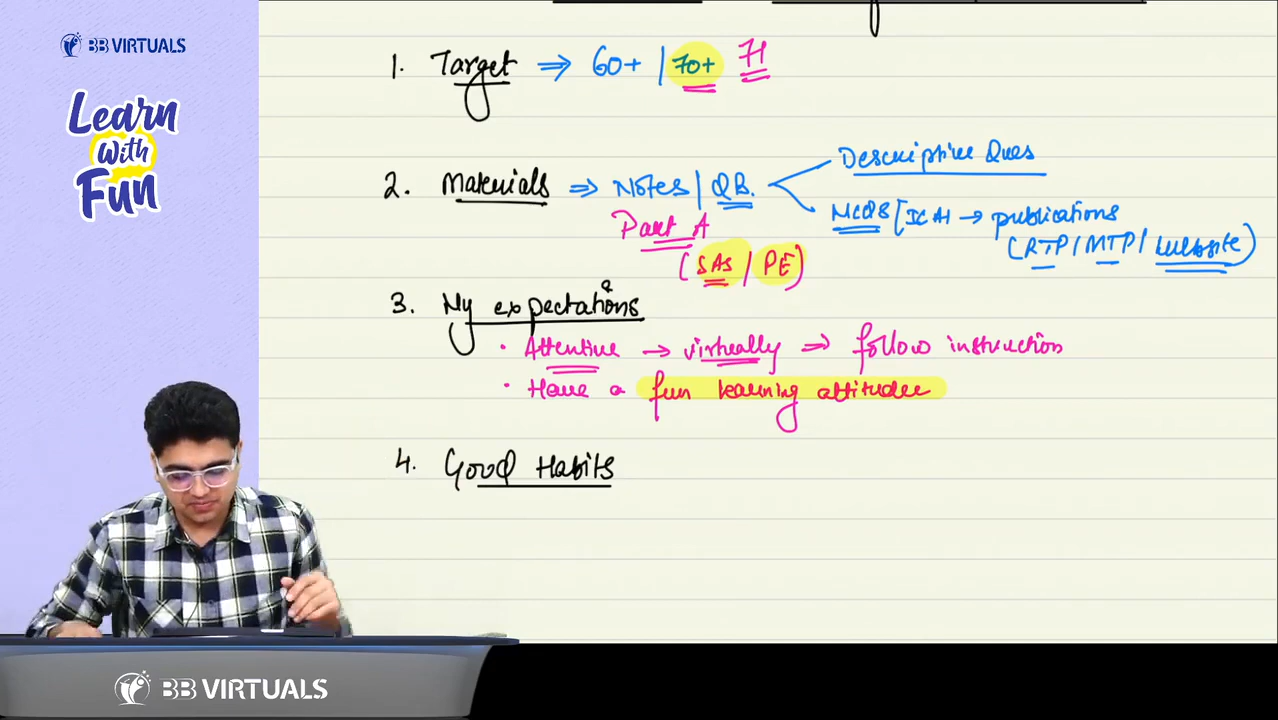 BB VIRTUALS
Learn
With
Fun
1. Target ⇒ 60+ | 70+ 71
2. Materials ⇒ Notes | QB.
Descriptive Ques
MCQS [ICAI → publications
(RTP/MTP/website)
Part A
(SAS / PE)
3. My expectations
• Attentive → virtually ⇒ follow instruction
• Have a fun learning attitude
4. Good Habits
BB VIRTUALS